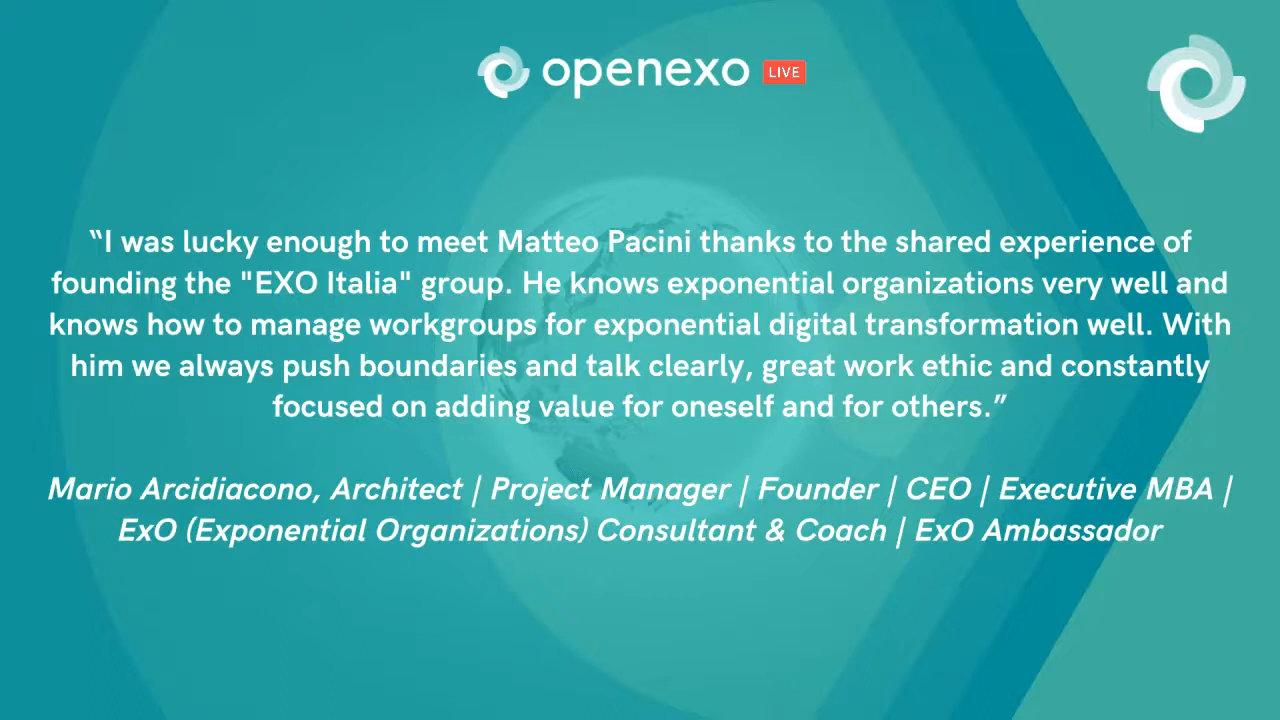 openexo LIVE
“I was lucky enough to meet Matteo Pacini thanks to the shared experience of
founding the "EXO Italia" group. He knows exponential organizations very well and
knows how to manage workgroups for exponential digital transformation well. With
him we always push boundaries and talk clearly, great work ethic and constantly
focused on adding value for oneself and for others.”
Mario Arcidiacono, Architect | Project Manager | Founder | CEO | Executive MBA |
ExO (Exponential Organizations) Consultant & Coach | ExO Ambassador